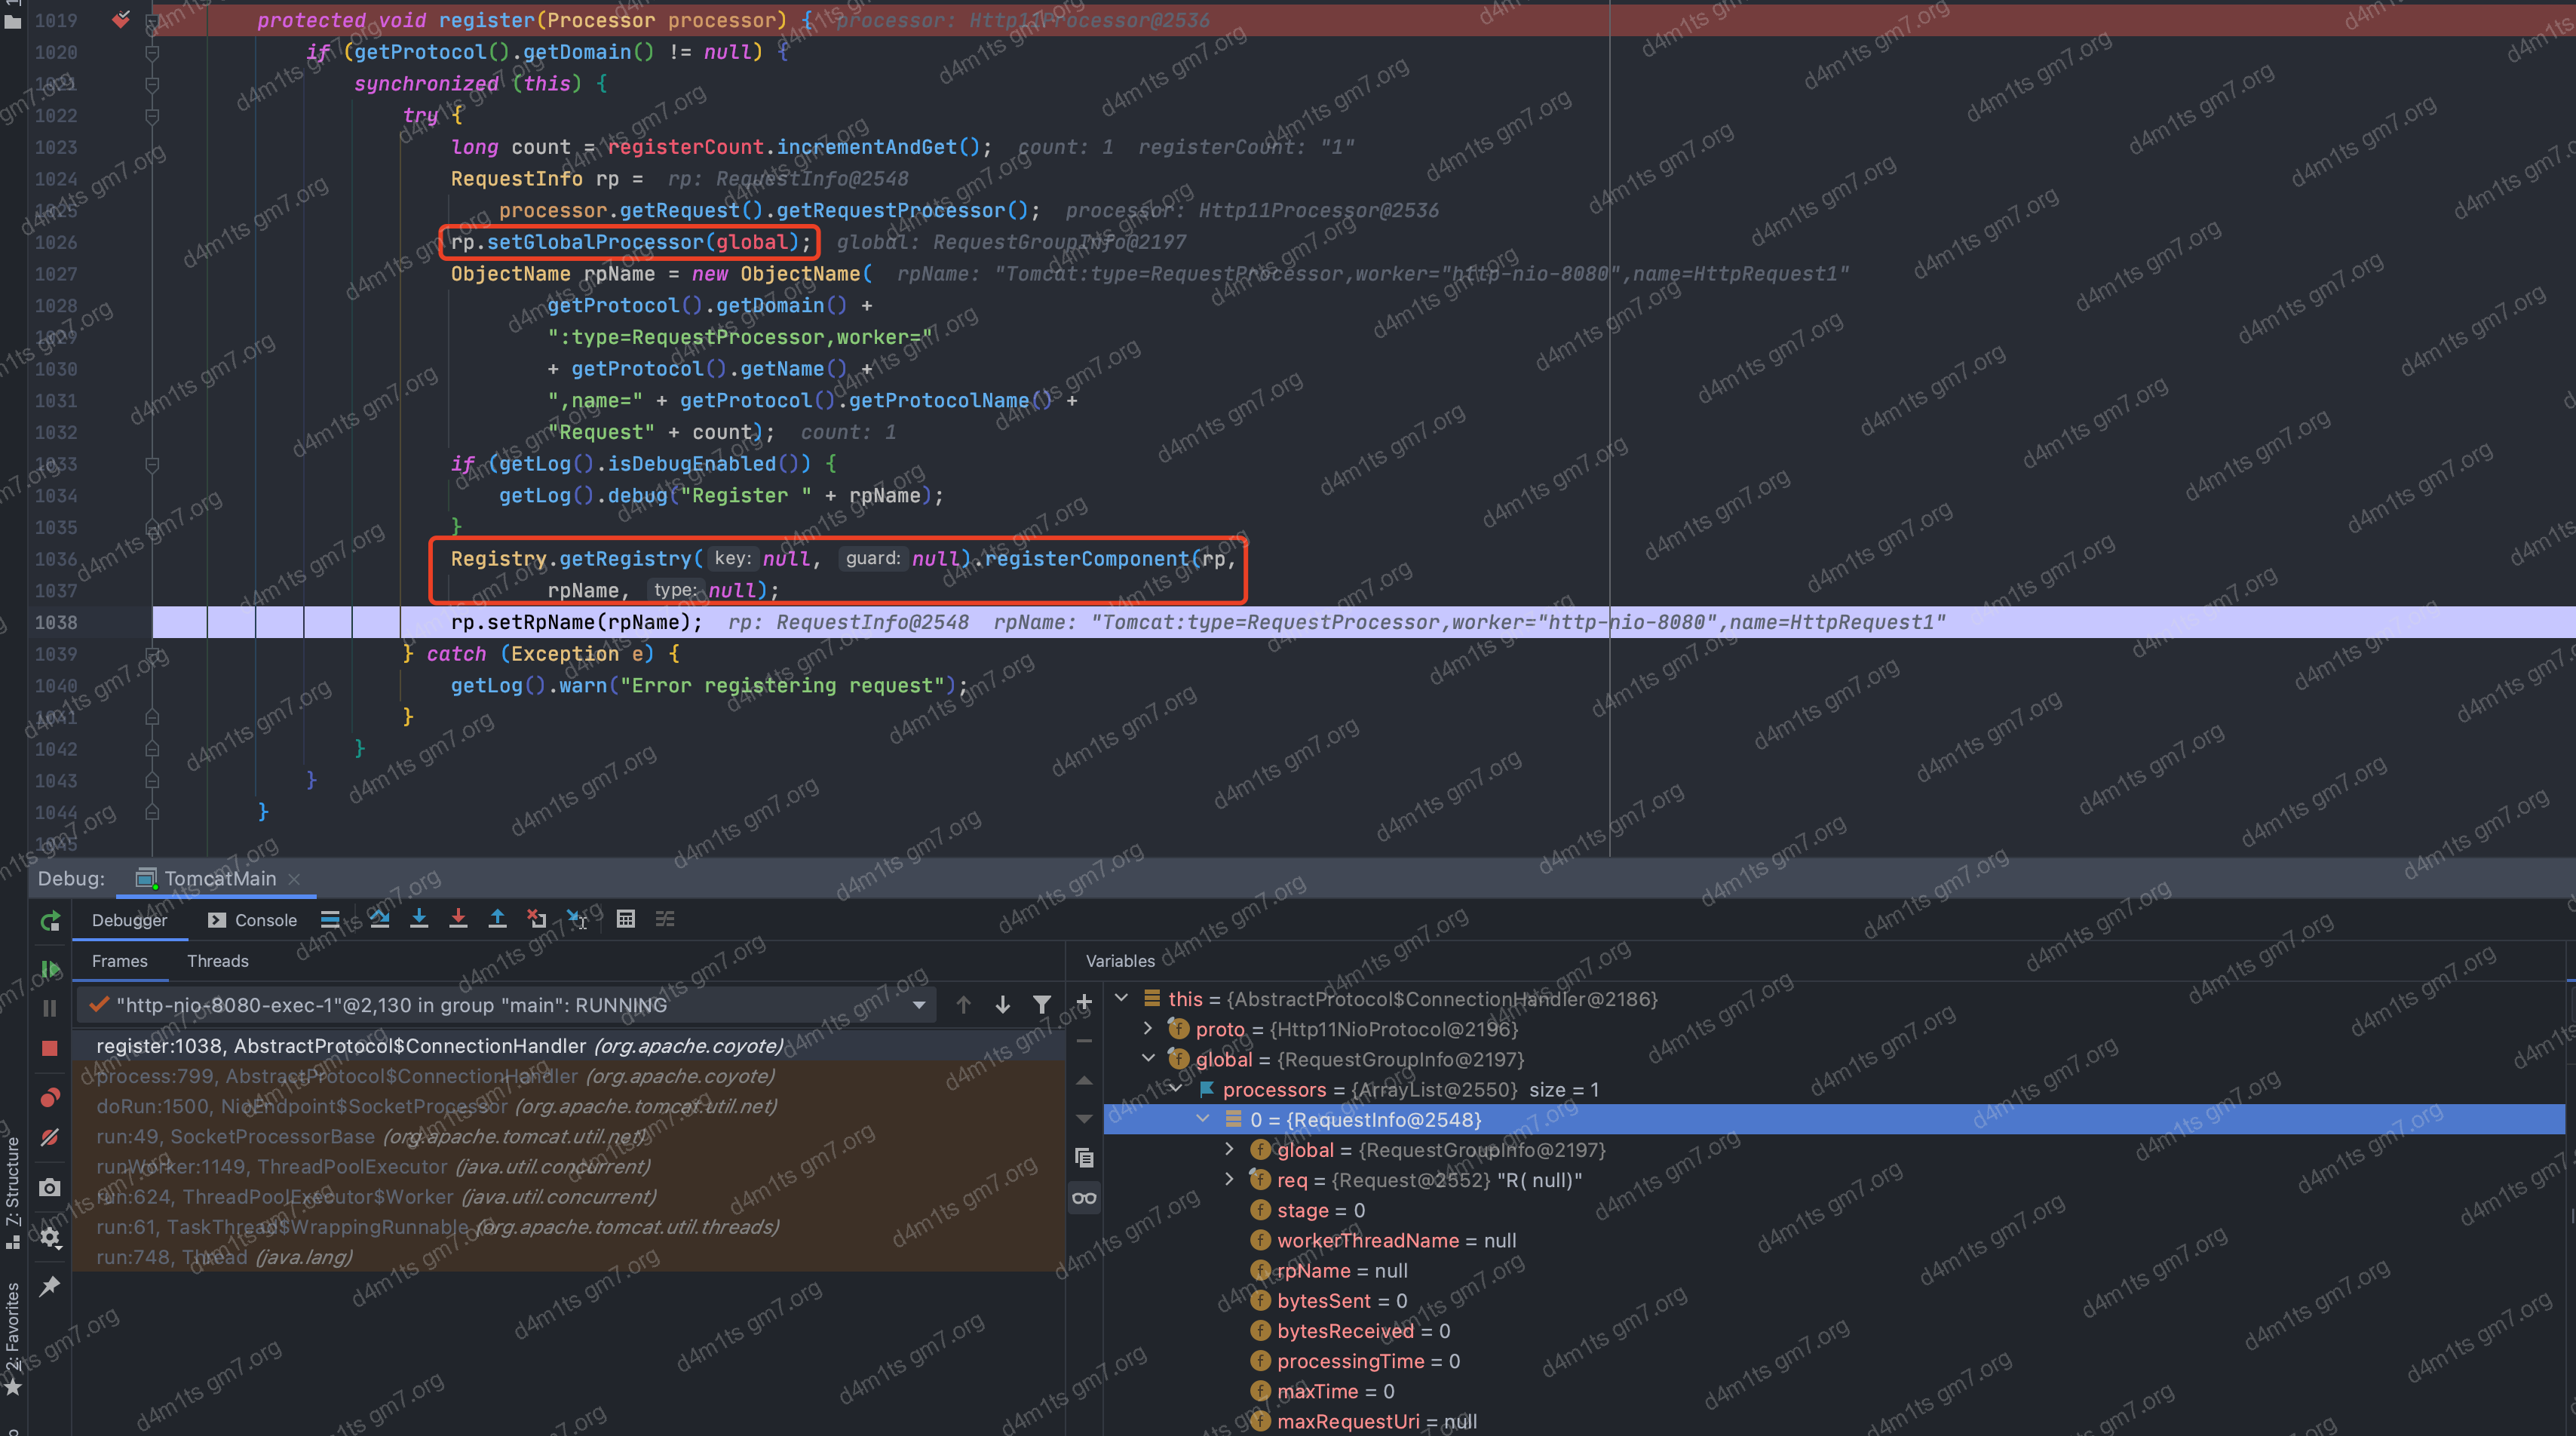 1019 protected void register(Processor processor) { processor: Http11Processor@2536
1020 if (getProtocol().getDomain() != null) {
1021 synchronized (this) {
1022 try {
1023 long count = registerCount.incrementAndGet(); count: 1 registerCount: "1"
1024 RequestInfo rp = rp: RequestInfo@2548
1025 processor.getRequest().getRequestProcessor(); processor: Http11Processor@2536
1026 rp.setGlobalProcessor(global); global: RequestGroupInfo@2197
1027 ObjectName rpName = new ObjectName( rpName: "Tomcat:type=RequestProcessor,worker="http-nio-8080",name=HttpRequest1"
1028 getProtocol().getDomain() +
1029 ":type=RequestProcessor,worker="
1030 + getProtocol().getName() +
1031 ",name=" + getProtocol().getProtocolName() +
1032 "Request" + count); count: 1
1033 if (getLog().isDebugEnabled()) {
1034 getLog().debug("Register " + rpName);
1035 }
1036 Registry.getRegistry( key: null, guard: null).registerComponent(rp,
1037 rpName, type: null);
1038 rp.setRpName(rpName); rp: RequestInfo@2548 rpName: "Tomcat:type=RequestProcessor,worker="http-nio-8080",name=HttpRequest1"
1039 } catch (Exception e) {
1040 getLog().warn("Error registering request");
1041 }
1042 }
1043 }
1044 }
1045
Debug: TomcatMain
Debugger Console
Frames Threads
"http-nio-8080-exec-1"@2,130 in group "main": RUNNING
register:1038, AbstractProtocol$ConnectionHandler (org.apache.coyote)
process:799, AbstractProtocol$ConnectionHandler (org.apache.coyote)
doRun:1500, NioEndpoint$SocketProcessor (org.apache.tomcat.util.net)
run:49, SocketProcessorBase (org.apache.tomcat.util.net)
runWorker:1149, ThreadPoolExecutor (java.util.concurrent)
run:624, ThreadPoolExecutor$Worker (java.util.concurrent)
run:61, TaskThread$WrappingRunnable (org.apache.tomcat.util.threads)
run:748, Thread (java.lang)
Variables
this = {AbstractProtocol$ConnectionHandler@2186}
proto = {Http11NioProtocol@2196}
global = {RequestGroupInfo@2197}
processors = {ArrayList@2550} size = 1
0 = {RequestInfo@2548}
global = {RequestGroupInfo@2197}
req = {Request@2552} "R( null)"
stage = 0
workerThreadName = null
rpName = null
bytesSent = 0
bytesReceived = 0
processingTime = 0
maxTime = 0
maxRequestUri = null
7: Structure
2: Favorites
d4m1ts gm7.org